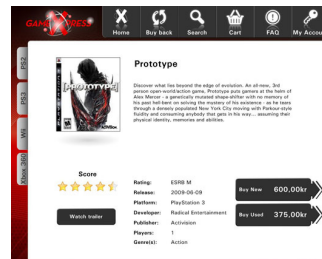 GAME XPRESS
Home
Buy back
Search
Cart
FAQ
My Accou
PS2
PS3
Wii
Xbox 360
PROTOTYPE
ACTIVISION
Prototype
Discover what lies beyond the edge of evolution. An all-new, 3rd
person open-world/action game, Prototype puts gamers at the helm of
Alex Mercer - a genetically mutated shape-shifter with no memory of
his past hell-bent on solving the mystery of his existence - as he tears
through a densely populated New York City moving with Parkour-style
fluidity and consuming anybody that gets in his way... assuming their
physical identity, memories and abilities.
Score
Watch trailer
Rating: ESRB M
Release: 2009-06-09
Platform: PlayStation 3
Developer: Radical Entertainment
Publisher: Activision
Players: 1
Genre(s): Action
Buy New 600,00kr
Buy Used 375,00kr